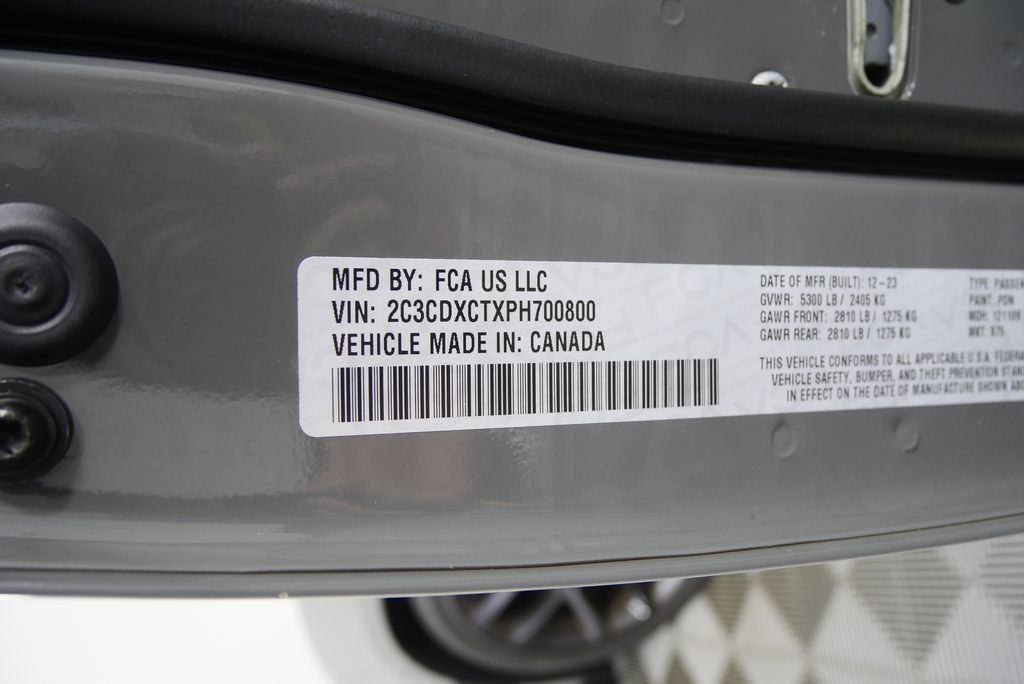 MFD BY: FCA US LLC
VIN: 2C3CDXCTXPH700800
VEHICLE MADE IN: CANADA
DATE OF MFR (BUILT): 12-23
GVWR: 5300 LB / 2405 KG
GAWR FRONT: 2810 LB / 1275 KG
GAWR REAR: 2810 LB / 1275 KG
TYPE:
PAINT: PDN
MDH:
MKT:
THIS VEHICLE CONFORMS TO ALL APPLICABLE U.S.A.
VEHICLE SAFETY, BUMPER, AND THEFT PREVENTION
IN EFFECT ON THE DATE OF MANUFACTURE SHOWN